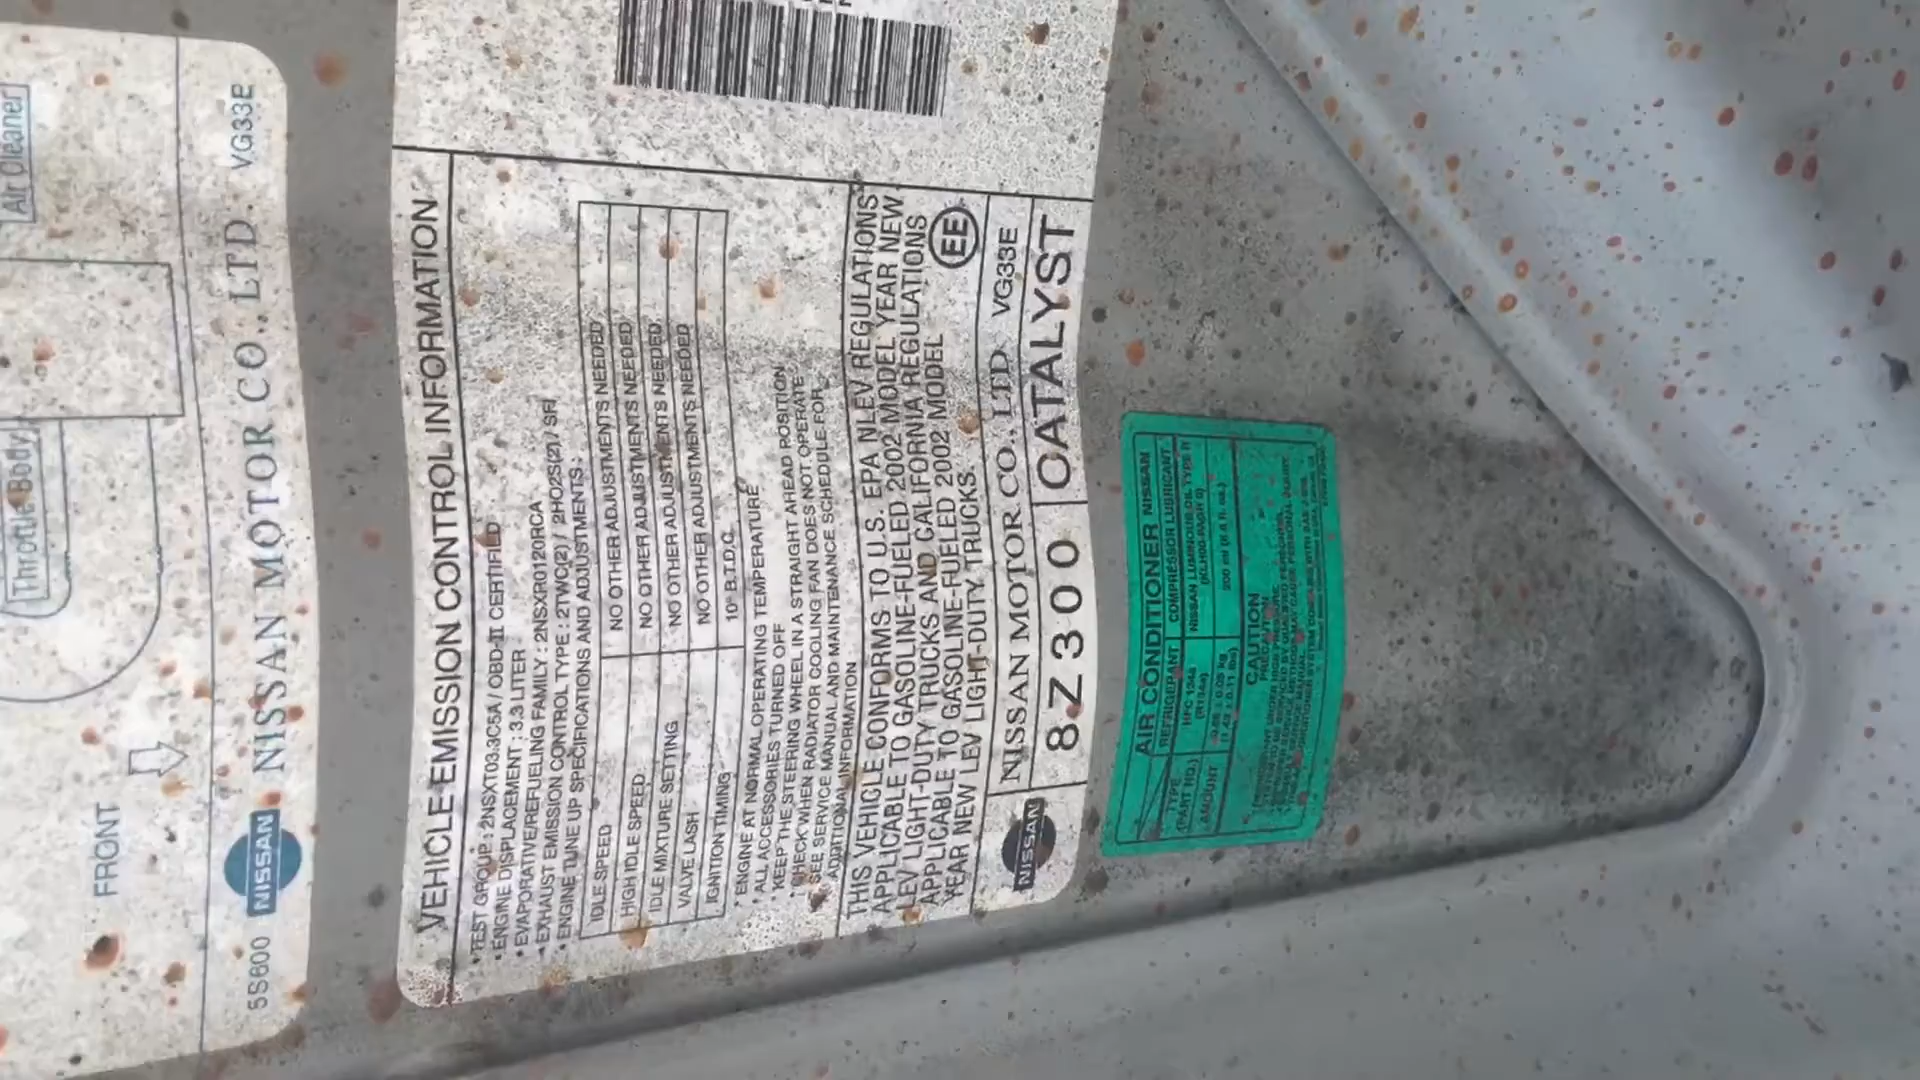 Air Cleaner
Throttle Body
FRONT
5S600 NISSAN NISSAN MOTOR CO., LTD. VG33E
VEHICLE EMISSION CONTROL INFORMATION
•TEST GROUP : 2NSXT03.3C5A / OBD-II CERTIFIED
•ENGINE DISPLACEMENT : 3.3 LITER
•EVAPORATIVE/REFUELING FAMILY : 2NSXR0120RCA
•EXHAUST EMISSION CONTROL TYPE : 2TWC(2) / 2HO2S(2) / SFI
•ENGINE TUNE UP SPECIFICATIONS AND ADJUSTMENTS :
IDLE SPEED NO OTHER ADJUSTMENTS NEEDED
HIGH IDLE SPEED NO OTHER ADJUSTMENTS NEEDED
IDLE MIXTURE SETTING NO OTHER ADJUSTMENTS NEEDED
VALVE LASH NO OTHER ADJUSTMENTS NEEDED
IGNITION TIMING 10° B.T.D.C.
•ENGINE AT NORMAL OPERATING TEMPERATURE
•ALL ACCESSORIES TURNED OFF
•KEEP THE STEERING WHEEL IN A STRAIGHT AHEAD POSITION
•CHECK WHEN RADIATOR COOLING FAN DOES NOT OPERATE
•SEE SERVICE MANUAL AND MAINTENANCE SCHEDULE FOR
ADDITIONAL INFORMATION
THIS VEHICLE CONFORMS TO U.S. EPA NLEV REGULATIONS
APPLICABLE TO GASOLINE-FUELED 2002 MODEL YEAR NEW
LEV LIGHT-DUTY TRUCKS AND CALIFORNIA REGULATIONS
APPLICABLE TO GASOLINE-FUELED 2002 MODEL
YEAR NEW LEV LIGHT-DUTY TRUCKS.
EE
NISSAN NISSAN MOTOR CO., LTD. VG33E
8Z300 CATALYST
AIR CONDITIONER NISSAN
REFRIGERANT COMPRESSOR LUBRICANT
TYPE
(PART NO.)
HFC 134a
(R134a)
AMOUNT
CAUTION
PRECAUTION